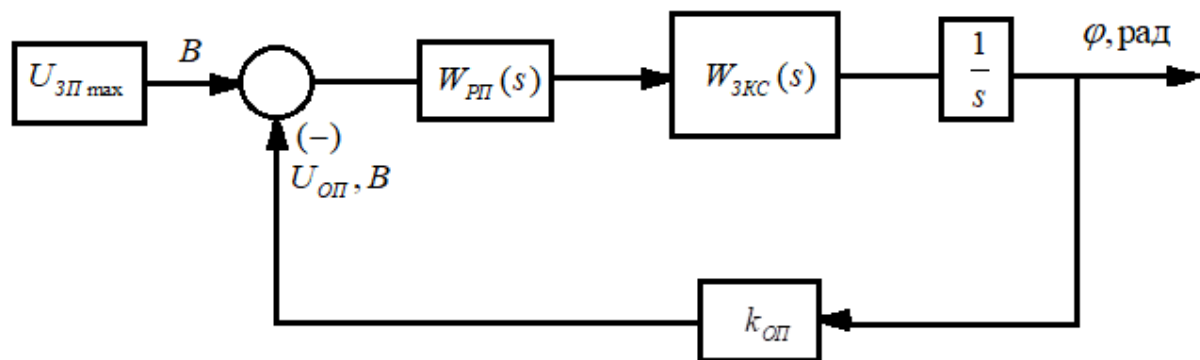 U_{ЗП max}
B
(−)
U_{ОП}, B
W_{РП}(s)
W_{ЗКС}(s)
1
s
φ, рад
k_{ОП}